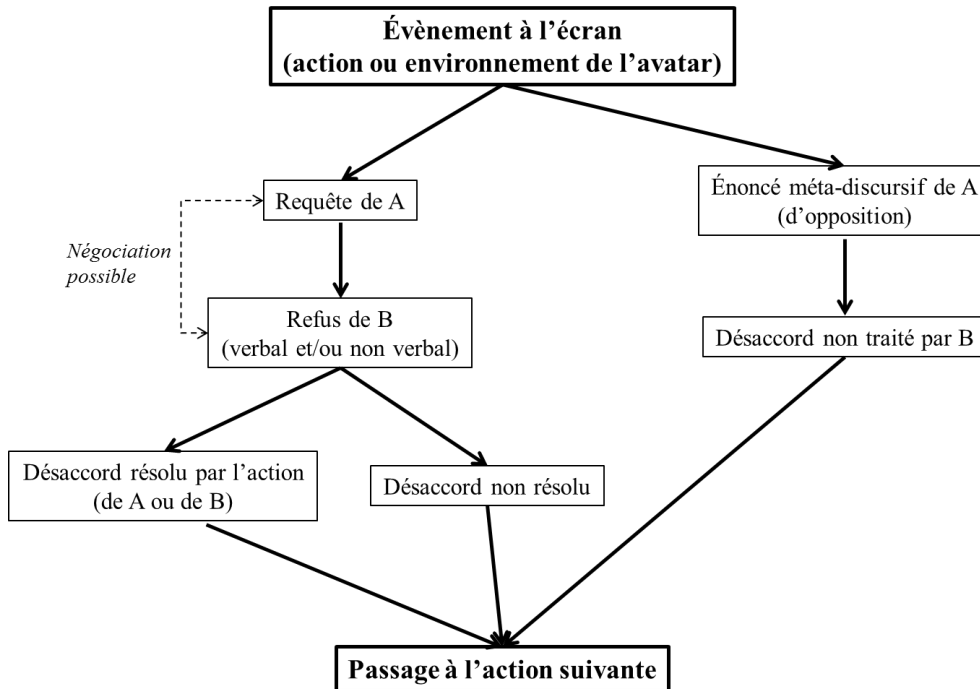 Évènement à l’écran
(action ou environnement de l’avatar)
Requête de A
Énoncé méta-discursif de A
(d’opposition)
Négociation
possible
Refus de B
(verbal et/ou non verbal)
Désaccord non traité par B
Désaccord résolu par l’action
(de A ou de B)
Désaccord non résolu
Passage à l’action suivante